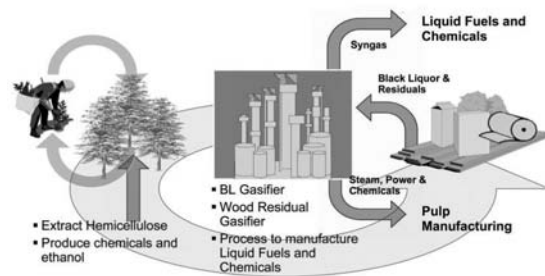 Liquid Fuels and
Chemicals
Syngas
Black Liquor &
Residuals
Steam, Power &
Chemicals
Pulp
Manufacturing
▪ BL Gasifier
▪ Wood Residual
Gasifier
▪ Process to manufacture
Liquid Fuels and
Chemicals
▪ Extract Hemicellulose
▪ Produce chemicals and
ethanol